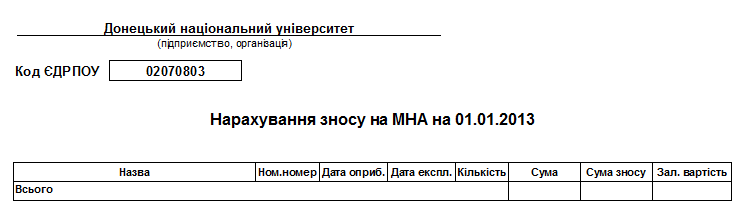 Донецький національний університет
(підприємство, організація)
Код ЄДРПОУ 02070803
Нарахування зносу на МНА на 01.01.2013
Назва Ном.номер Дата оприб. Дата експл. Кількість Сума Сума зносу Зал. вартість
Всього